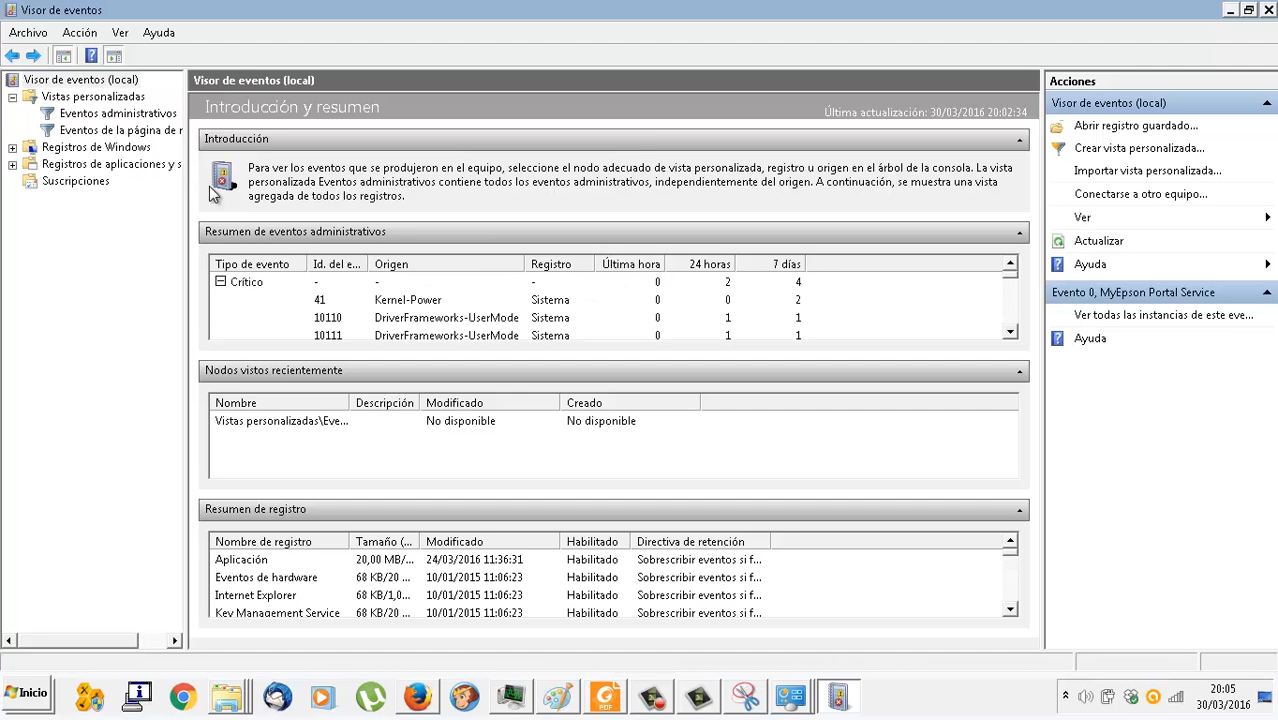 Visor de eventos
Archivo Acción Ver Ayuda
Visor de eventos (local)
Vistas personalizadas
Eventos administrativos
Eventos de la página de r
Registros de Windows
Registros de aplicaciones y s
Suscripciones
Visor de eventos (local)
Introducción y resumen
Última actualización: 30/03/2016 20:02:34
Introducción
Para ver los eventos que se produjeron en el equipo, seleccione el nodo adecuado de vista personalizada, registro u origen en el árbol de la consola. La vista
personalizada Eventos administrativos contiene todos los eventos administrativos, independientemente del origen. A continuación, se muestra una vista
agregada de todos los registros.
Resumen de eventos administrativos
Tipo de evento Id. del e... Origen Registro Última hora 24 horas 7 días
Crítico - - - 0 2 4
41 Kernel-Power Sistema 0 0 2
10110 DriverFrameworks-UserMode Sistema 0 1 1
10111 DriverFrameworks-UserMode Sistema 0 1 1
Nodos vistos recientemente
Nombre Descripción Modificado Creado
Vistas personalizadas\Eve... No disponible No disponible
Resumen de registro
Nombre de registro Tamaño (... Modificado Habilitado Directiva de retención
Aplicación 20,00 MB/... 24/03/2016 11:36:31 Habilitado Sobrescribir eventos si f...
Eventos de hardware 68 KB/20 ... 10/01/2015 11:06:23 Habilitado Sobrescribir eventos si f...
Internet Explorer 68 KB/1,0... 10/01/2015 11:06:23 Habilitado Sobrescribir eventos si f...
Key Management Service 68 KB/20 ... 10/01/2015 11:06:23 Habilitado Sobrescribir eventos si f...
Acciones
Visor de eventos (local)
Abrir registro guardado...
Crear vista personalizada...
Importar vista personalizada...
Conectarse a otro equipo...
Ver
Actualizar
Ayuda
Evento 0, MyEpson Portal Service
Ver todas las instancias de este eve...
Ayuda
Inicio
PDF
20:05
30/03/2016